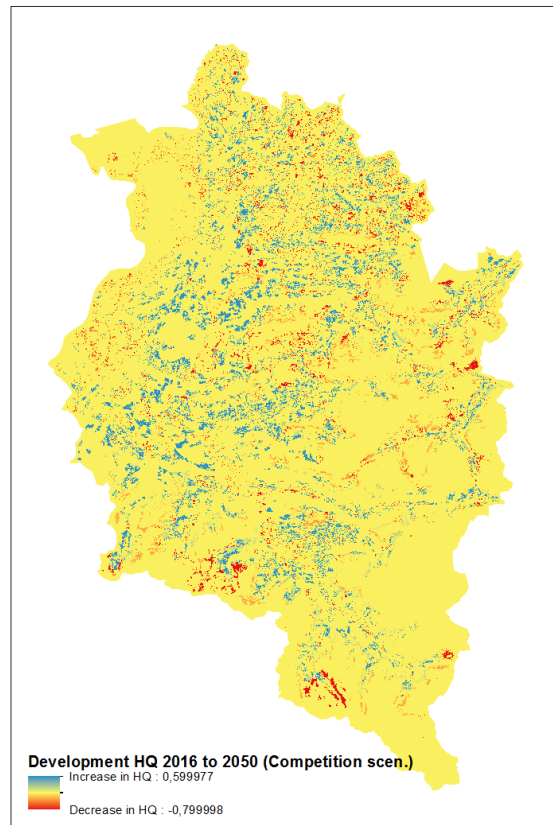 Development HQ 2016 to 2050 (Competition scen.)
Increase in HQ : 0,599977
Decrease in HQ : -0,799998